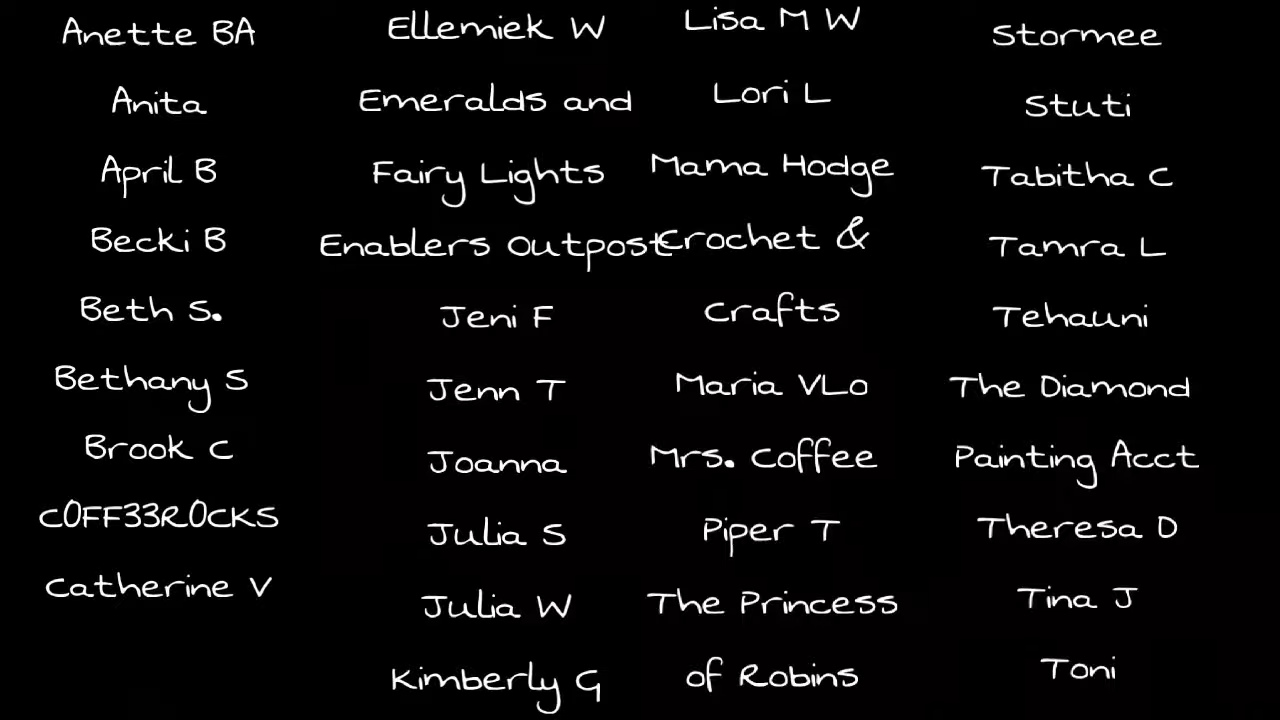 Anette BA
Anita
April B
Becki B
Beth S.
Bethany S
Brook C
C0FF33R0CKS
Catherine V
Ellemiek W
Emeralds and
Fairy Lights
Enablers Outpost
Jeni F
Jenn T
Joanna
Julia S
Julia W
Kimberly G
Lisa M W
Lori L
Mama Hodge
Crochet &
Crafts
Maria VLo
Mrs. Coffee
Piper T
The Princess
of Robins
Stormee
Stuti
Tabitha C
Tamra L
Tehauni
The Diamond
Painting Acct
Theresa D
Tina J
Toni